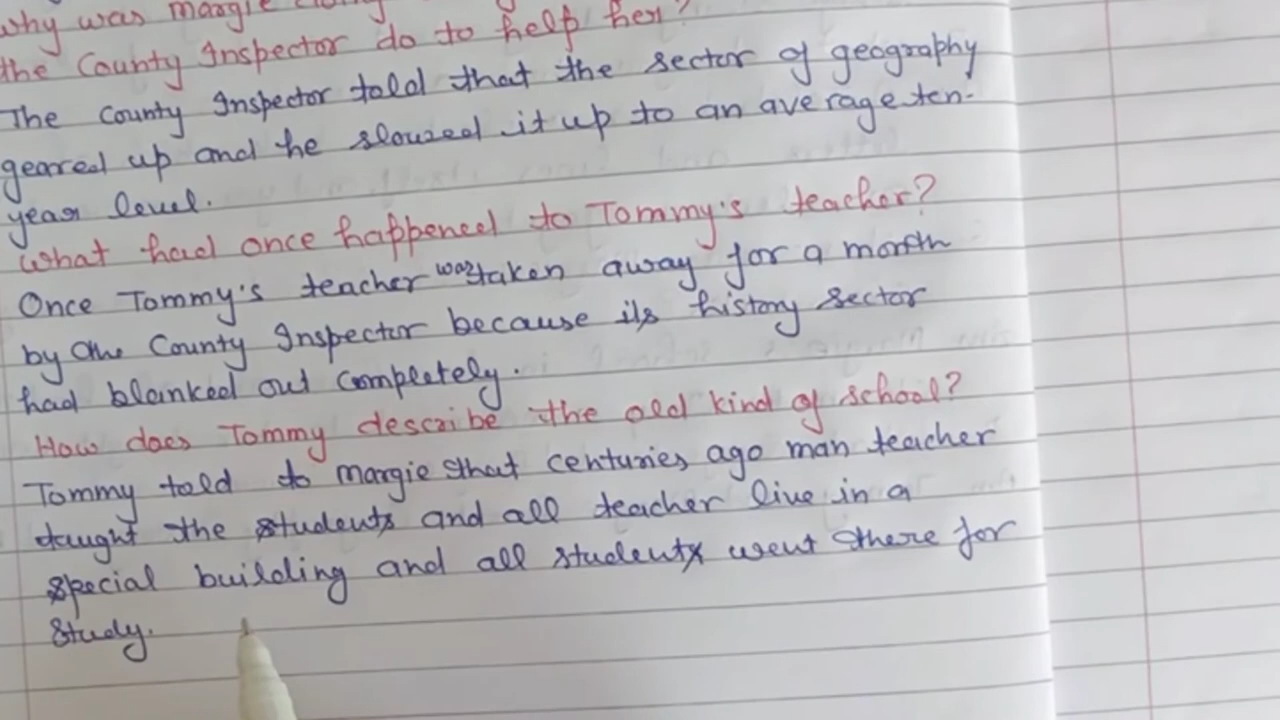 why was margie
the County Inspector do to help her?
The County Inspector told that the sector of geography
geared up and he slowed it up to an average ten-
year level.
What had once happened to Tommy's teacher?
Once Tommy's teacher was taken away for a month
by the County Inspector because its history sector
had blanked out completely.
How does Tommy describe the old kind of school?
Tommy told to margie that centuries ago man teacher
taught the students and all teacher live in a
special building and all students went there for
study.